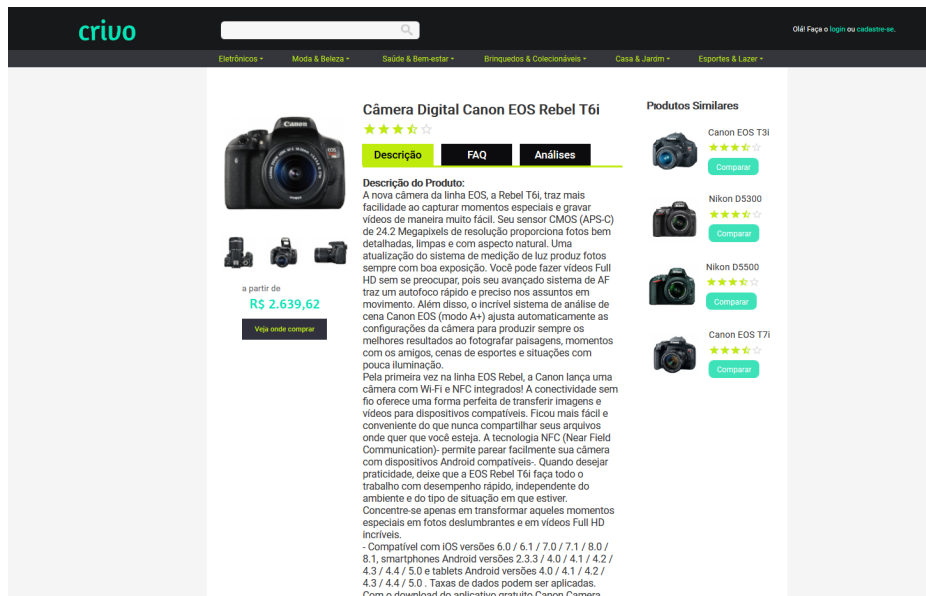 crivo
Olá! Faça o login ou cadastre-se.
Eletrônicos
Moda & Beleza
Saúde & Bem-estar
Brinquedos & Colecionáveis
Casa & Jardm
Esportes & Lazer
Canon
Câmera Digital Canon EOS Rebel T6i
Descrição
FAQ
Análises
Descrição do Produto:
A nova câmera da linha EOS, a Rebel T6i, traz mais
facilidade ao capturar momentos especiais e gravar
vídeos de maneira muito fácil. Seu sensor CMOS (APS-C)
de 24.2 Megapixels de resolução proporciona fotos bem
detalhadas, limpas e com aspecto natural. Uma
atualização do sistema de medição de luz produz fotos
sempre com boa exposição. Você pode fazer vídeos Full
HD sem se preocupar, pois seu avançado sistema de AF
traz um autofoco rápido e preciso nos assuntos em
movimento. Além disso, o incrível sistema de análise de
cena Canon EOS (modo A+) ajusta automaticamente as
configurações da câmera para produzir sempre os
melhores resultados ao fotografar paisagens, momentos
com os amigos, cenas de esportes e situações com
pouca iluminação.
Pela primeira vez na linha EOS Rebel, a Canon lança uma
câmera com Wi-Fi e NFC integrados! A conectividade sem
fio oferece uma forma perfeita de transferir imagens e
vídeos para dispositivos compatíveis. Ficou mais fácil e
conveniente do que nunca compartilhar seus arquivos
onde quer que você esteja. A tecnologia NFC (Near Field
Communication)- permite parear facilmente sua câmera
com dispositivos Android compatíveis-. Quando desejar
praticidade, deixe que a EOS Rebel T6i faça todo o
trabalho com desempenho rápido, independente do
ambiente e do tipo de situação em que estiver.
Concentre-se apenas em transformar aqueles momentos
especiais em fotos deslumbrantes e em vídeos Full HD
incríveis.
- Compatível com iOS versões 6.0 / 6.1 / 7.0 / 7.1 / 8.0 /
8.1, smartphones Android versões 2.3.3 / 4.0 / 4.1 / 4.2 /
4.3 / 4.4 / 5.0 e tablets Android versões 4.0 / 4.1 / 4.2 /
4.3 / 4.4 / 5.0 . Taxas de dados podem ser aplicadas.
Com o download do aplicativo gratuito Canon Camera
a partir de
R$ 2.639,62
Veja onde comprar
Produtos Similares
Canon EOS T3i
Comparar
Nikon D5300
Comparar
Nikon D5500
Comparar
Canon EOS T7i
Comparar